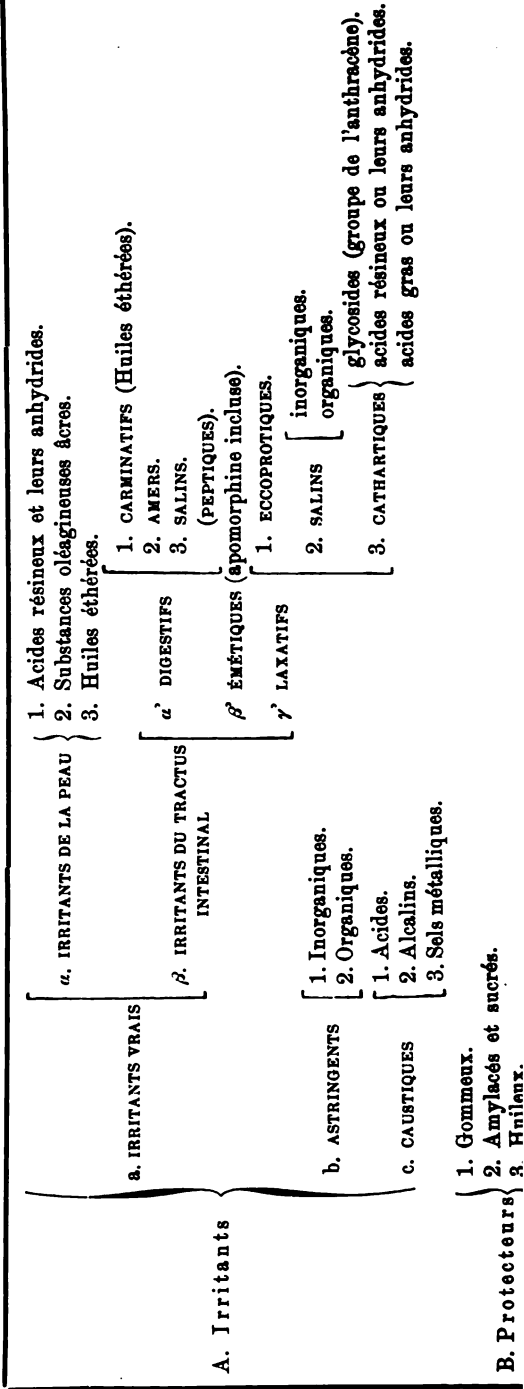 A. Irritants
a. IRRITANTS VRAIS
α. IRRITANTS DE LA PEAU
1. Acides résineux et leurs anhydrides.
2. Substances oléagineuses âcres.
3. Huiles éthérées.
β. IRRITANTS DU TRACTUS
INTESTINAL
α' DIGESTIFS
1. CARMINATIFS (Huiles éthérées).
2. AMERS.
3. SALINS.
(PEPTIQUES).
β' ÉMÉTIQUES (apomorphine incluse).
γ' LAXATIFS
1. ECCOPROTIQUES.
2. SALINS
inorganiques.
organiques.
3. CATHARTIQUES
glycosides (groupe de l'anthracène).
acides résineux ou leurs anhydrides.
acides gras ou leurs anhydrides.
b. ASTRINGENTS
1. Inorganiques.
2. Organiques.
c. CAUSTIQUES
1. Acides.
2. Alcalins.
3. Sels métalliques.
B. Protecteurs
1. Gommeux.
2. Amylacés et sucrés.
3. Huileux.